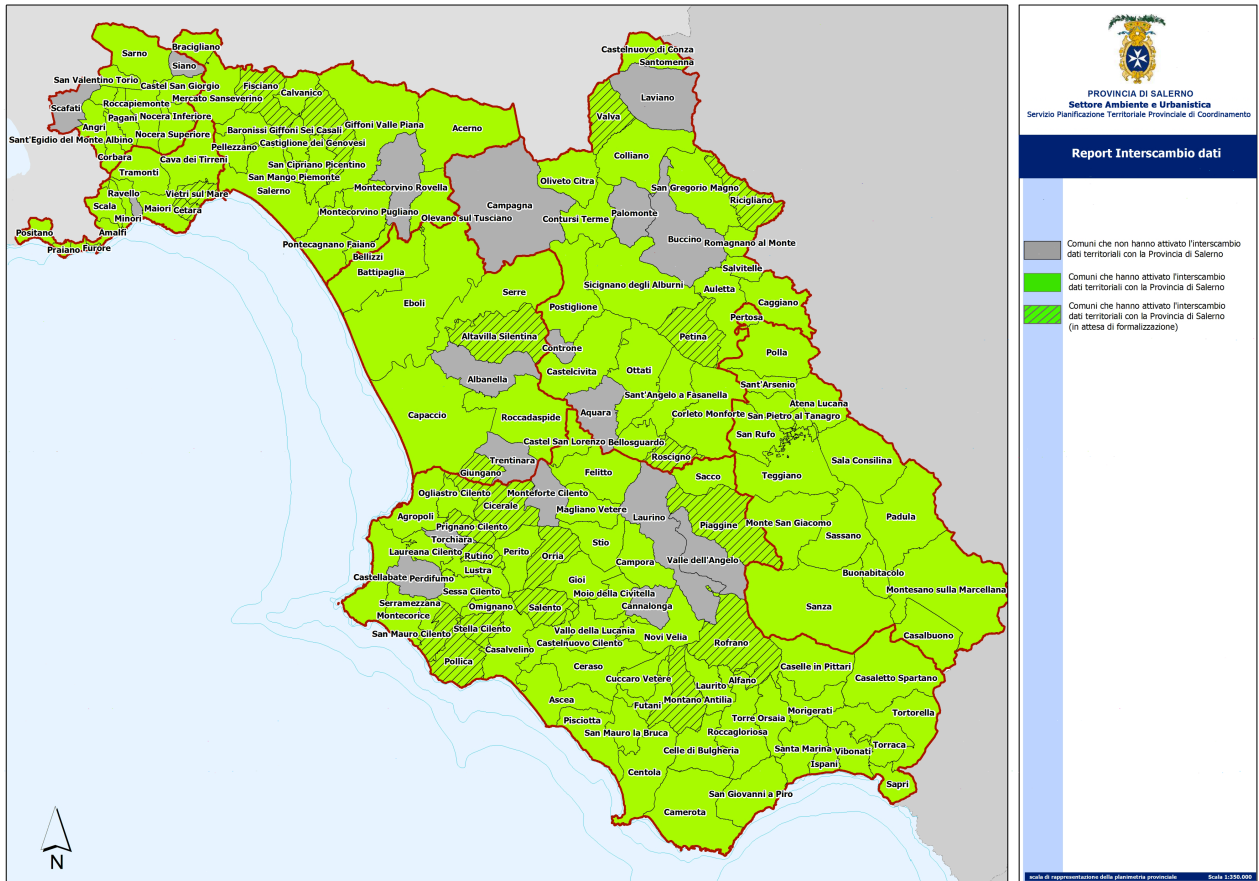 Sarno
Bracigliano
Siano
San Valentino Torio
Castel San Giorgio
Fisciano
Calvanico
Scafati
Roccapiemonte
Mercato Sanseverino
Pagani
Nocera Inferiore
Angri
Nocera Superiore
Sant'Egidio del Monte Albino
Baronissi
Giffoni Sei Casali
Giffoni Valle Piana
Acerno
Pellezzano
Castiglione dei Genovesi
Corbara
Cava dei Tirreni
San Cipriano Picentino
Tramonti
San Mango Piemonte
Salerno
Montecorvino Rovella
Ravello
Vietri sul Mare
Scala
Maiori
Cetara
Minori
Amalfi
Positano
Praiano
Furore
Montecorvino Pugliano
Olevano sul Tusciano
Pontecagnano Faiano
Bellizzi
Battipaglia
Castelnuovo di Conza
Santomenna
Laviano
Valva
Colliano
Oliveto Citra
San Gregorio Magno
Ricigliano
Campagna
Contursi Terme
Palomonte
Buccino
Romagnano al Monte
Salvitelle
Eboli
Serre
Sicignano degli Alburni
Auletta
Caggiano
Postiglione
Pertosa
Altavilla Silentina
Controne
Petina
Polla
Albanella
Castelcivita
Ottati
Sant'Arsenio
Sant'Angelo a Fasanella
Atena Lucana
Capaccio
Roccadaspide
Aquara
Corleto Monforte
San Pietro al Tanagro
San Rufo
Castel San Lorenzo
Bellosguardo
Roscigno
Sala Consilina
Trentinara
Giungano
Felitto
Sacco
Teggiano
Ogliastro Cilento
Monteforte Cilento
Cicerale
Magliano Vetere
Laurino
Agropoli
Prignano Cilento
Piaggine
Monte San Giacomo
Padula
Torchiara
Sassano
Laureana Cilento
Rutino
Perito
Orria
Stio
Campora
Valle dell'Angelo
Lustra
Castellabate
Perdifumo
Gioi
Buonabitacolo
Sessa Cilento
Moio della Civitella
Montesano sulla Marcellana
Serramezzana
Omignano
Salento
Cannalonga
Sanza
Montecorice
San Mauro Cilento
Stella Cilento
Vallo della Lucania
Novi Velia
Casalbuono
Castelnuovo Cilento
Rofrano
Casalvelino
Pollica
Ceraso
Caselle in Pittari
Cuccaro Vetere
Laurito
Alfano
Casaletto Spartano
Ascea
Futani
Montano Antilia
Morigerati
Tortorella
Pisciotta
Torre Orsaia
San Mauro la Bruca
Roccagloriosa
Celle di Bulgheria
Santa Marina
Vibonati
Torraca
Ispani
Centola
Sapri
San Giovanni a Piro
Camerota
N
PROVINCIA DI SALERNO
Settore Ambiente e Urbanistica
Servizio Pianificazione Territoriale Provinciale di Coordinamento
Report Interscambio dati
Comuni che non hanno attivato l'interscambio
dati territoriali con la Provincia di Salerno
Comuni che hanno attivato l'interscambio
dati territoriali con la Provincia di Salerno
Comuni che hanno attivato l'interscambio
dati territoriali con la Provincia di Salerno
(in attesa di formalizzazione)
scala di rappresentazione della planimetria provinciale Scala 1:350.000